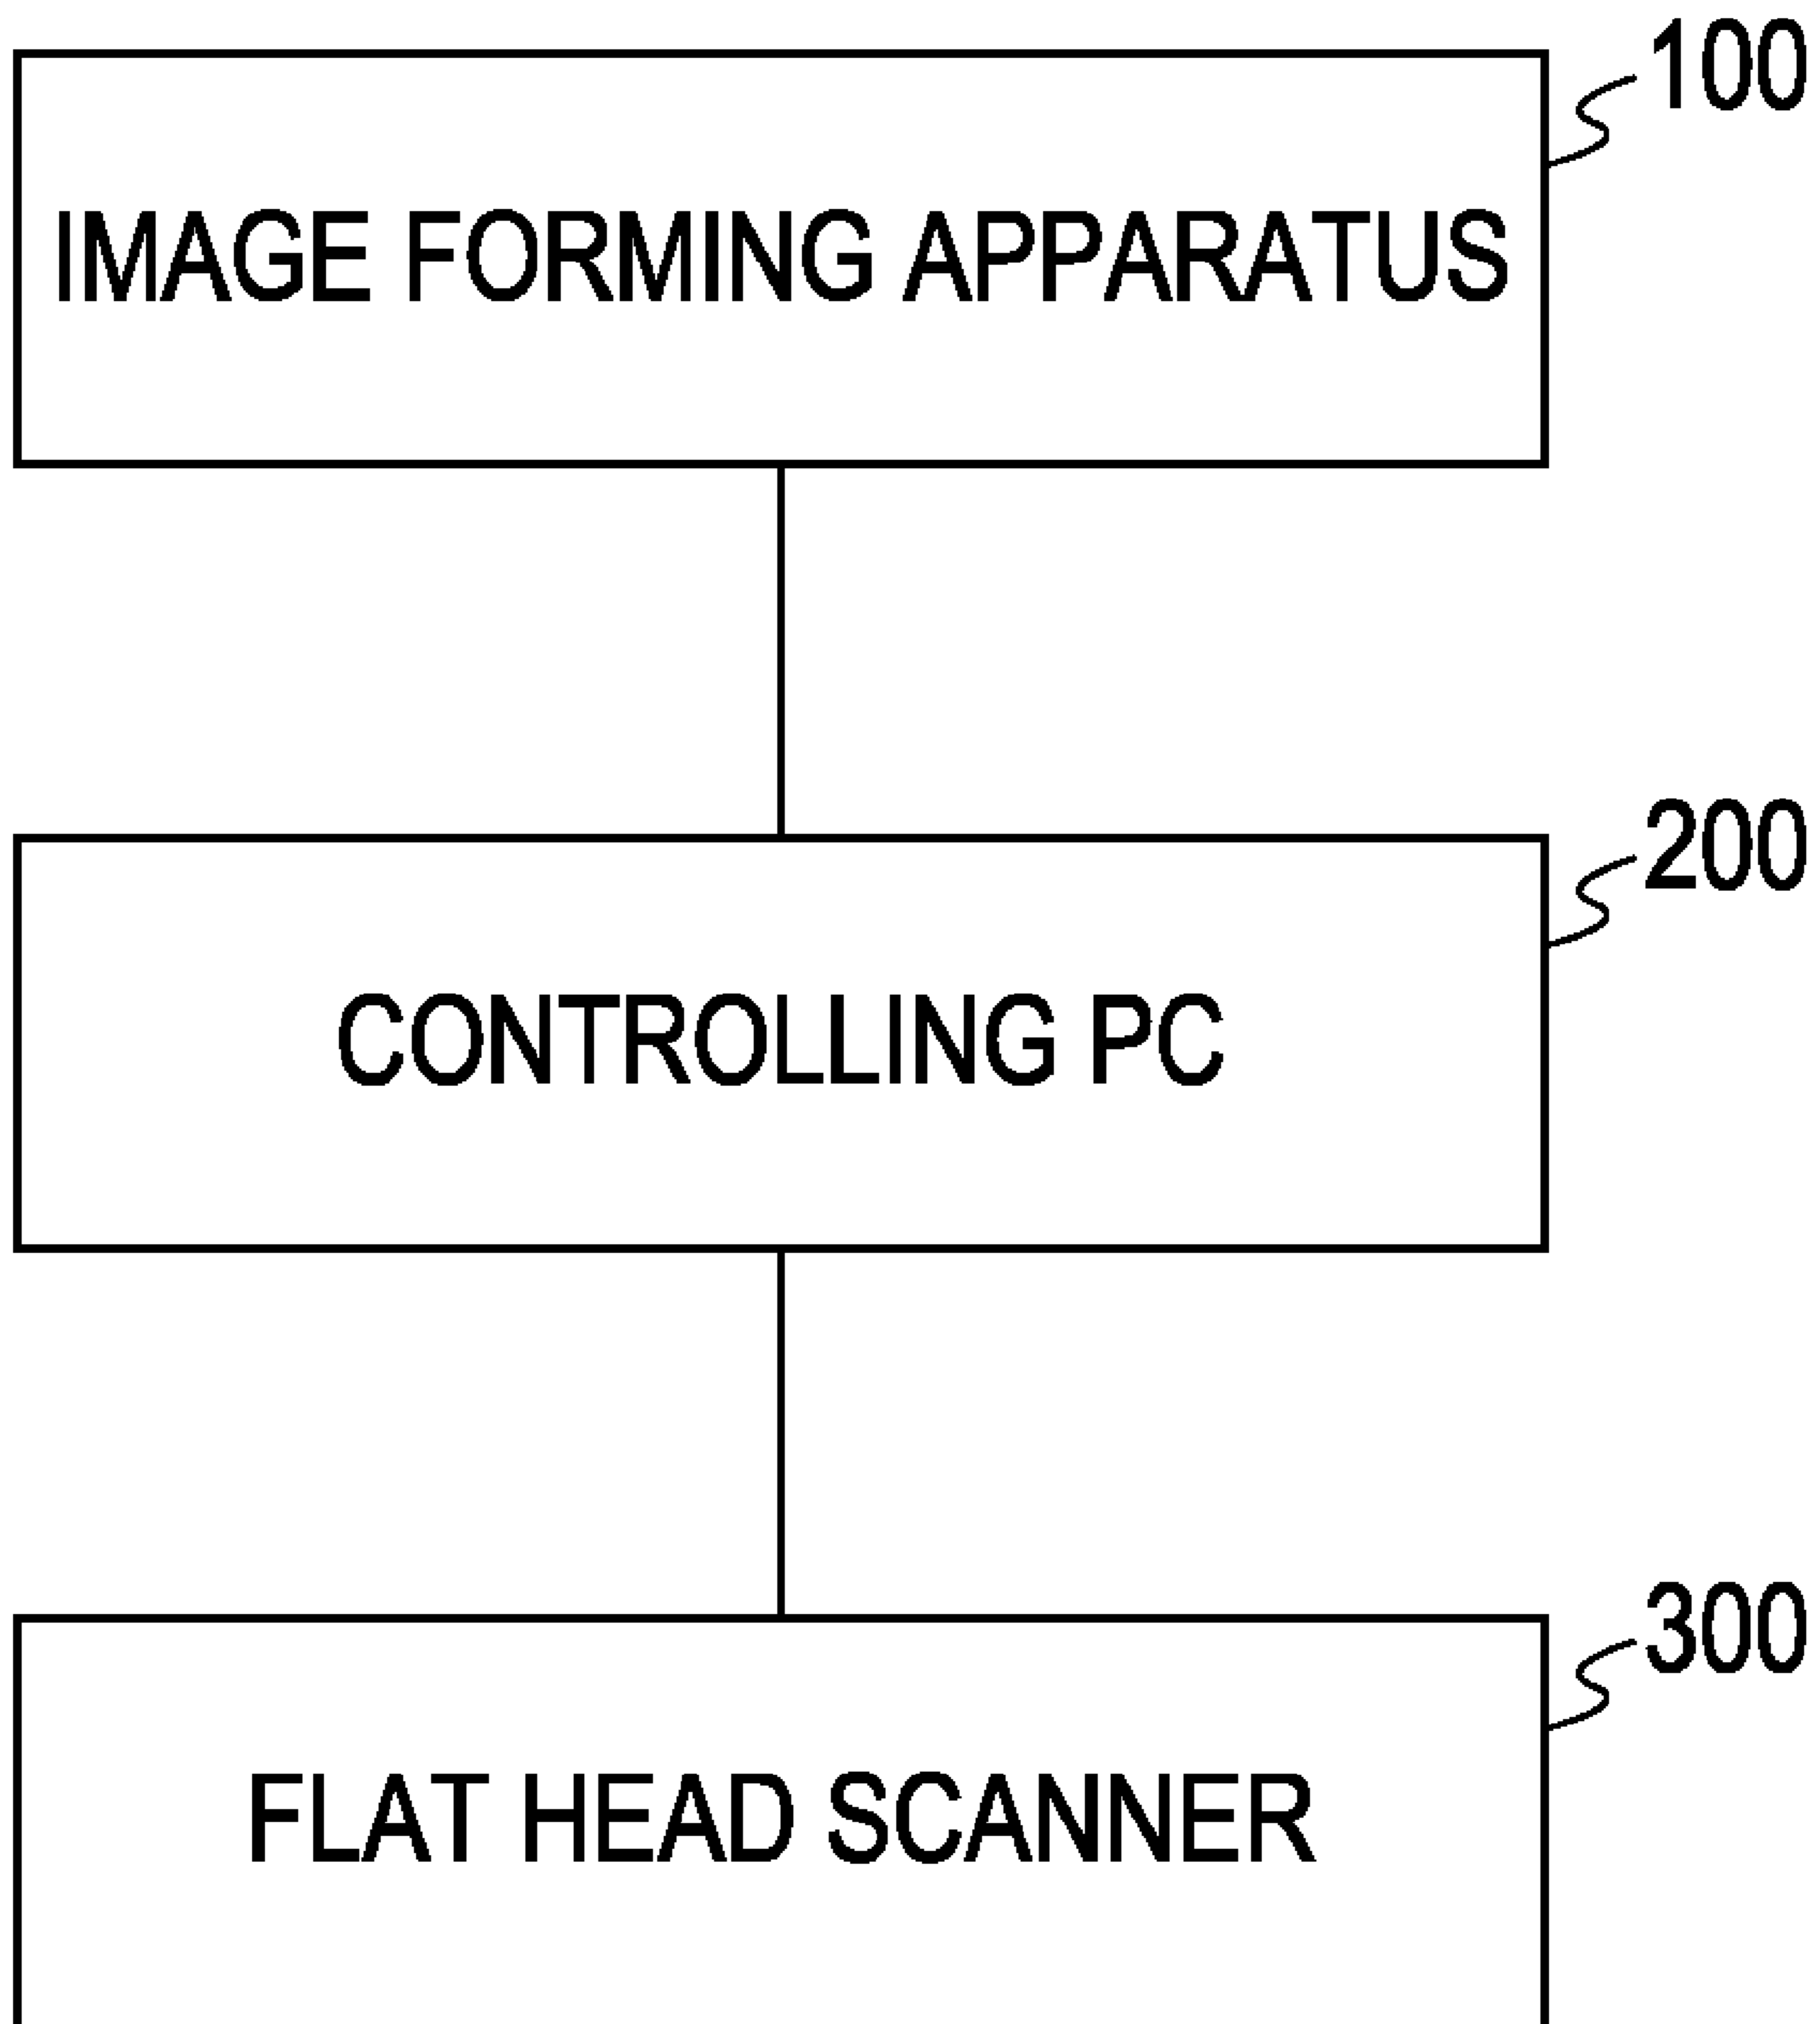 100
IMAGE FORMING APPARATUS
200
CONTROLLING PC
300
FLAT HEAD SCANNER